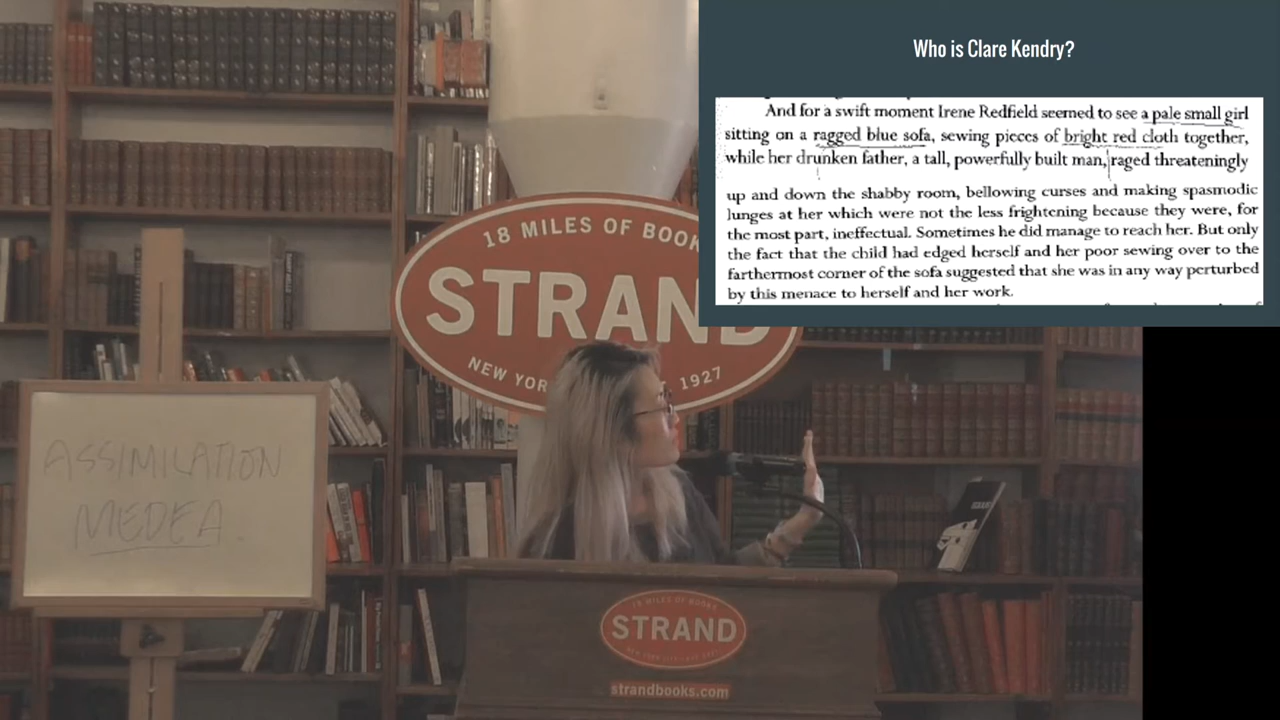 Who is Clare Kendry?
And for a swift moment Irene Redfield seemed to see a pale small girl
sitting on a ragged blue sofa, sewing pieces of bright red cloth together,
while her drunken father, a tall, powerfully built man, raged threateningly
up and down the shabby room, bellowing curses and making spasmodic
lunges at her which were not the less frightening because they were, for
the most part, ineffectual. Sometimes he did manage to reach her. But only
the fact that the child had edged herself and her poor sewing over to the
farthermost corner of the sofa suggested that she was in any way perturbed
by this menace to herself and her work.
18 MILES OF BOOK
STRAND
NEW YOR
1927
ASSIMILATION
MEDEA.
18 MILES OF BOOKS
STRAND
strandbooks.com